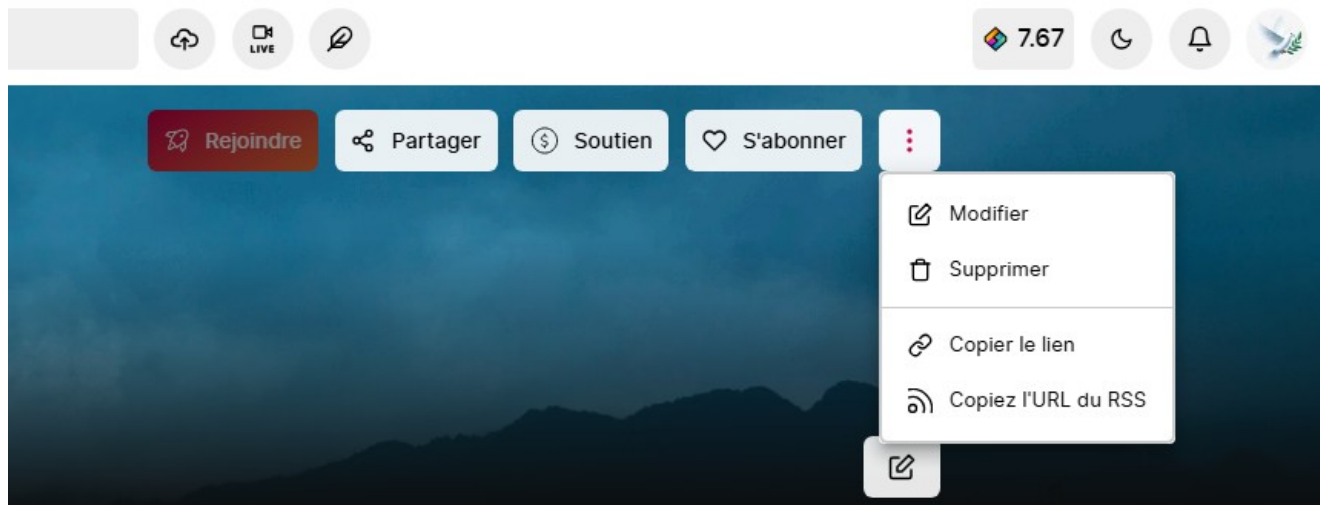 LIVE
7.67
Rejoindre
Partager
Soutien
S'abonner
Modifier
Supprimer
Copier le lien
Copiez l'URL du RSS